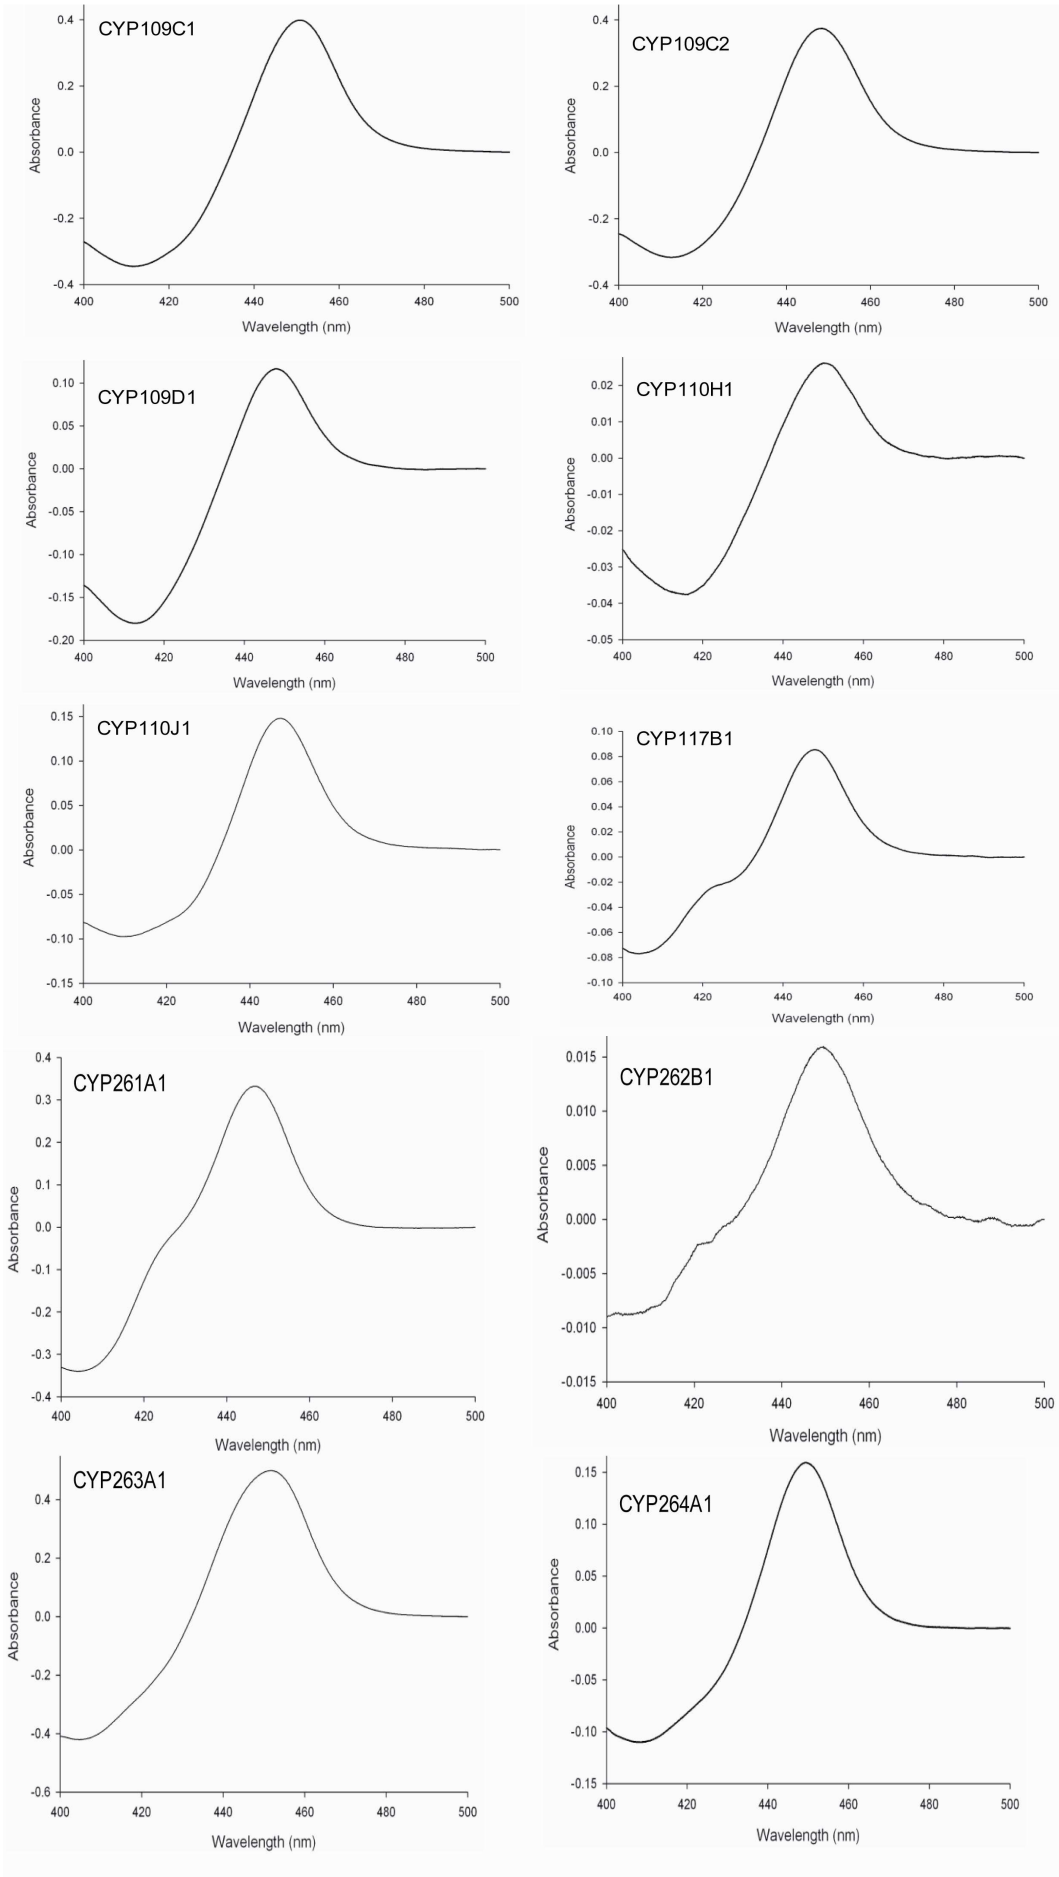 CYP109C1
0.4
0.2
0.0
-0.2
-0.4
Absorbance
400 420 440 460 480 500
Wavelength (nm)
CYP109C2
0.4
0.2
0.0
-0.2
-0.4
Absorbance
400 420 440 460 480 500
Wavelength (nm)
CYP109D1
0.10
0.05
0.00
-0.05
-0.10
-0.15
-0.20
Absorbance
400 420 440 460 480 500
Wavelength (nm)
CYP110H1
0.02
0.01
0.00
-0.01
-0.02
-0.03
-0.04
-0.05
Absorbance
400 420 440 460 480 500
Wavelength (nm)
CYP110J1
0.15
0.10
0.05
0.00
-0.05
-0.10
-0.15
Absorbance
400 420 440 460 480 500
Wavelength (nm)
CYP117B1
0.10
0.08
0.06
0.04
0.02
0.00
-0.02
-0.04
-0.06
-0.08
-0.10
Absorbance
400 420 440 460 480 500
Wavelength (nm)
CYP261A1
0.4
0.3
0.2
0.1
0.0
-0.1
-0.2
-0.3
-0.4
Absorbance
400 420 440 460 480 500
Wavelength (nm)
CYP262B1
0.015
0.010
0.005
0.000
-0.005
-0.010
-0.015
Absorbance
400 420 440 460 480 500
Wavelength (nm)
CYP263A1
0.4
0.2
0.0
-0.2
-0.4
-0.6
Absorbance
400 420 440 460 480 500
Wavelength (nm)
CYP264A1
0.15
0.10
0.05
0.00
-0.05
-0.10
-0.15
Absorbance
400 420 440 460 480 500
Wavelength (nm)